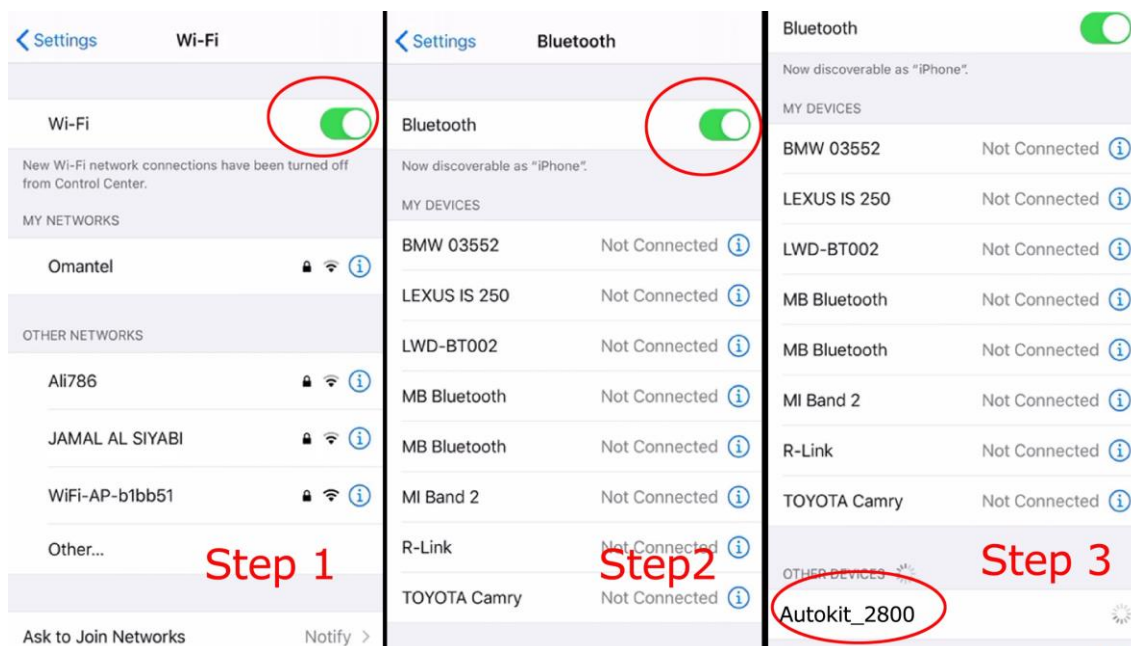 Settings
Wi-Fi
Wi-Fi
New Wi-Fi network connections have been turned off
from Control Center.
MY NETWORKS
Omantel
OTHER NETWORKS
Ali786
JAMAL AL SIYABI
WiFi-AP-b1bb51
Other...
Step 1
Ask to Join Networks Notify
Settings
Bluetooth
Bluetooth
Now discoverable as "iPhone".
MY DEVICES
BMW 03552 Not Connected
LEXUS IS 250 Not Connected
LWD-BT002 Not Connected
MB Bluetooth Not Connected
MB Bluetooth Not Connected
MI Band 2 Not Connected
R-Link Not Connected
Step2
TOYOTA Camry Not Connected
Bluetooth
Now discoverable as "iPhone".
MY DEVICES
BMW 03552 Not Connected
LEXUS IS 250 Not Connected
LWD-BT002 Not Connected
MB Bluetooth Not Connected
MB Bluetooth Not Connected
MI Band 2 Not Connected
R-Link Not Connected
TOYOTA Camry Not Connected
Step 3
OTHER DEVICES
Autokit_2800